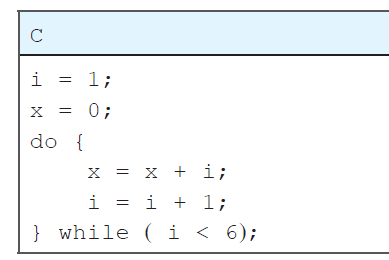 C
i = 1;
x = 0;
do {
x = x + i;
i = i + 1;
} while ( i < 6);